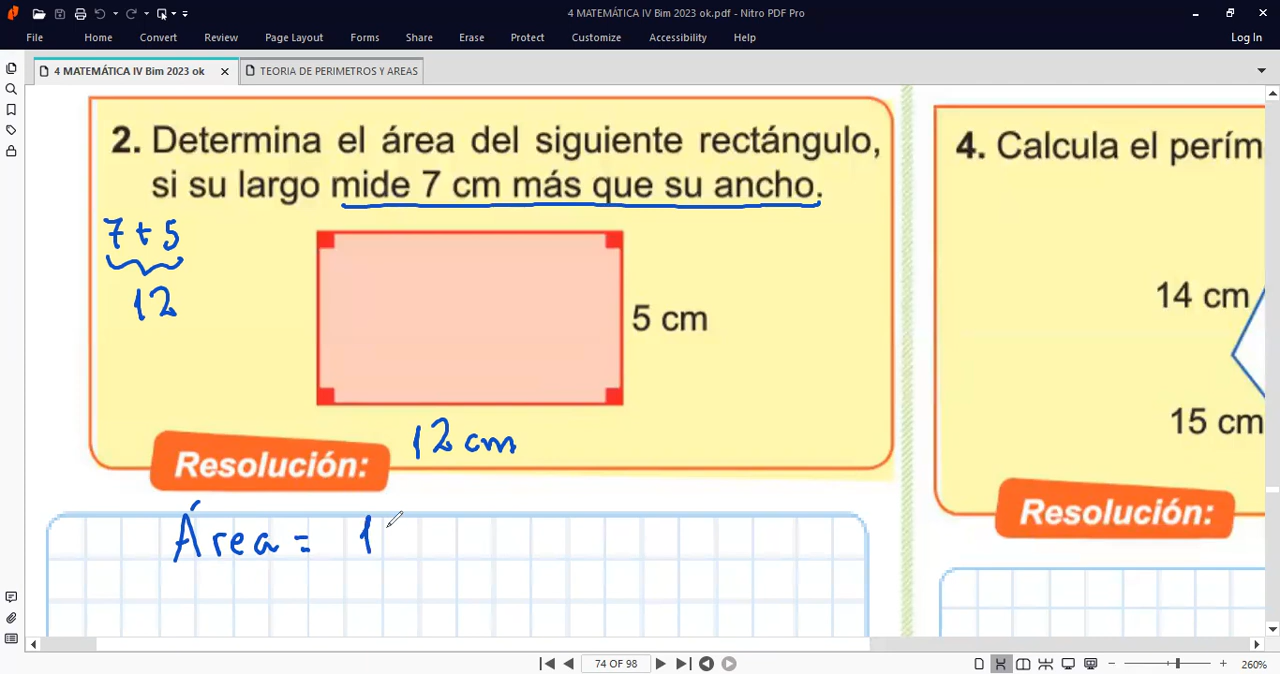 4 MATEMÁTICA IV Bim 2023 ok.pdf - Nitro PDF Pro
File Home Convert Review Page Layout Forms Share Erase Protect Customize Accessibility Help Log In
4 MATEMÁTICA IV Bim 2023 ok TEORIA DE PERIMETROS Y AREAS
2. Determina el área del siguiente rectángulo,
si su largo mide 7 cm más que su ancho.
7 + 5
12
5 cm
12 cm
Resolución:
Área = 1
4. Calcula el perím
14 cm
15 cm
Resolución:
74 OF 98
260%